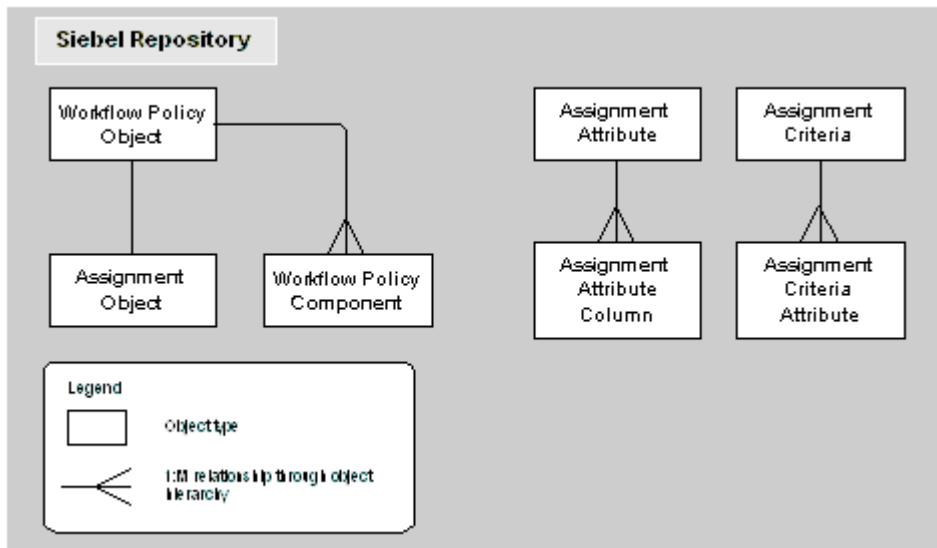 Siebel Repository
Workflow Policy
Object
Assignment
Attribute
Assignment
Criteria
Assignment
Object
Workflow Policy
Component
Assignment
Attribute
Column
Assignment
Criteria
Attribute
Legend
Object type
1:M relationship through object
hierarchy